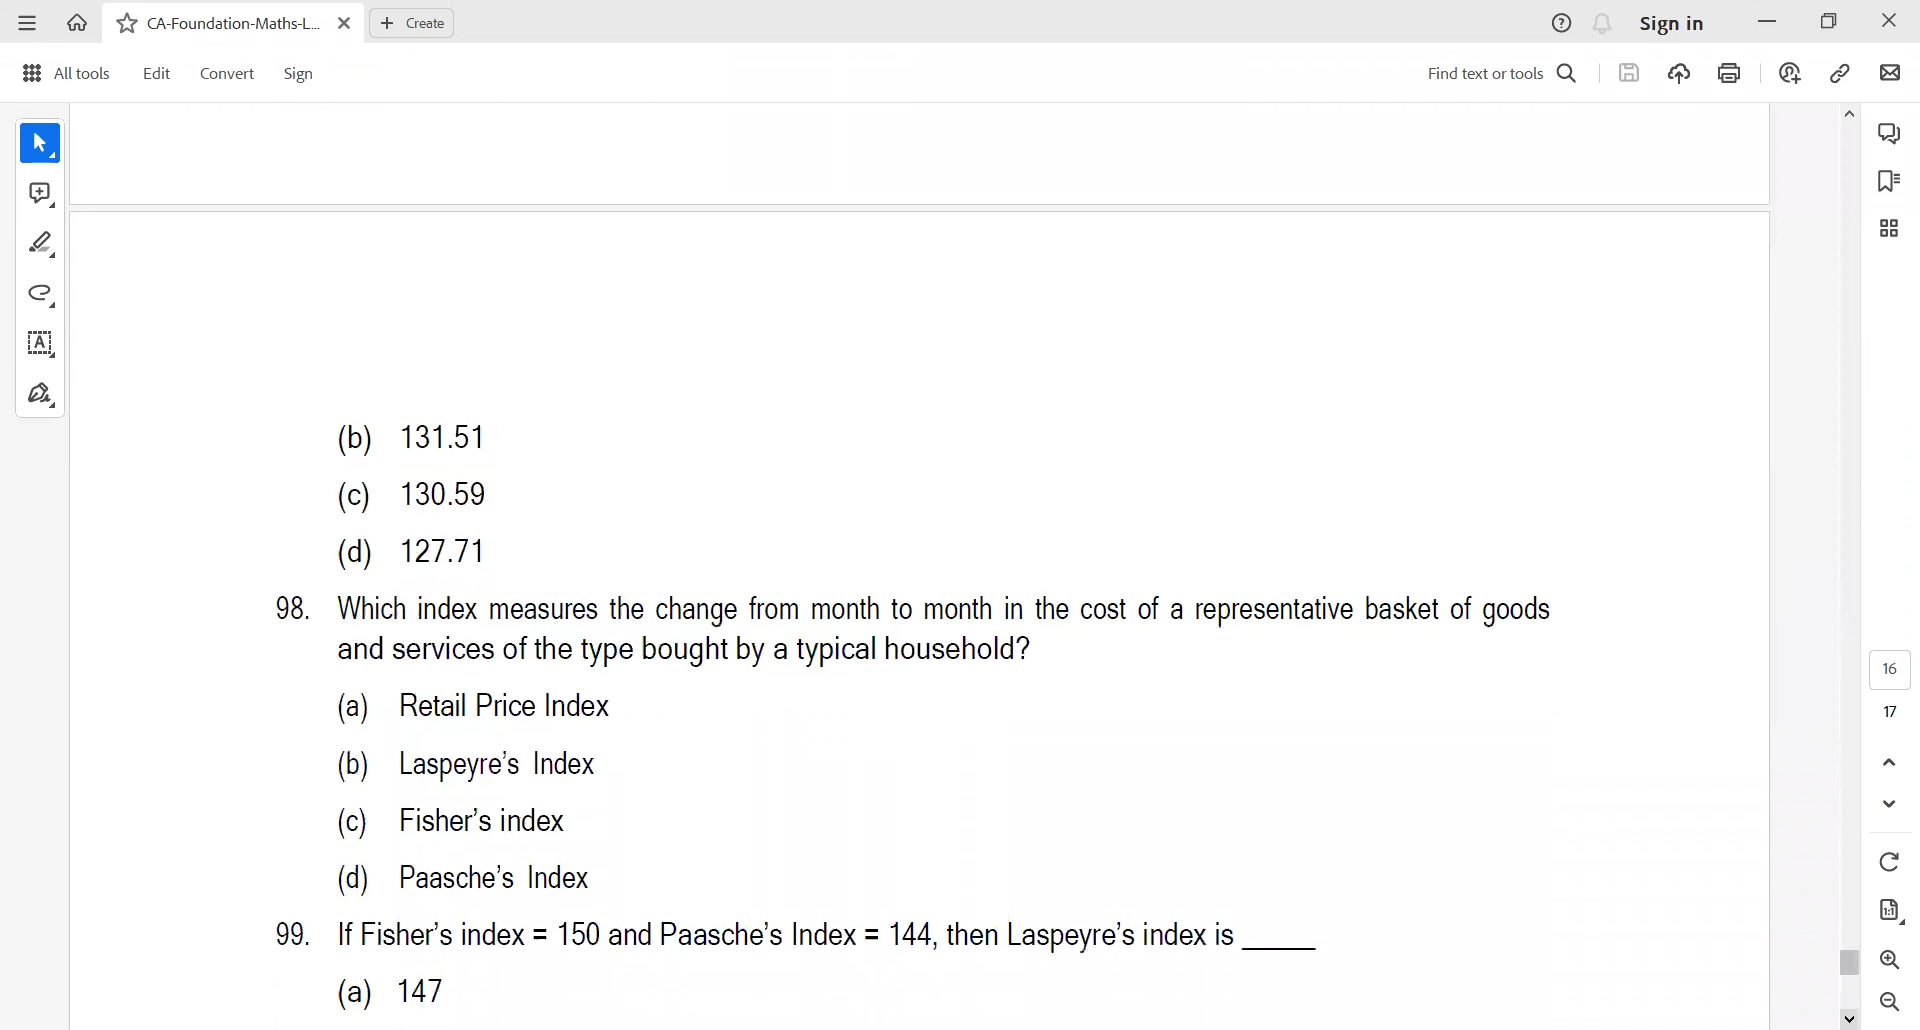 CA-Foundation-Maths-L...
Create
Sign in
All tools
Edit
Convert
Sign
Find text or tools
(b) 131.51
(c) 130.59
(d) 127.71
98. Which index measures the change from month to month in the cost of a representative basket of goods
and services of the type bought by a typical household?
(a) Retail Price Index
(b) Laspeyre's Index
(c) Fisher's index
(d) Paasche's Index
99. If Fisher's index = 150 and Paasche's Index = 144, then Laspeyre's index is _____
(a) 147
16
17